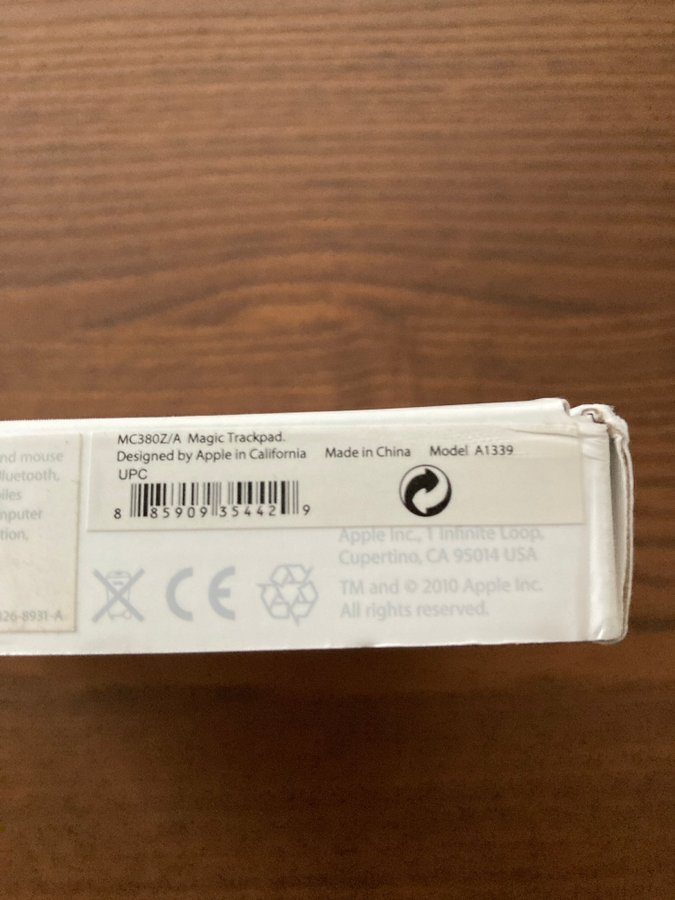 nd mouse
luetooth,
iles
mputer
tion,
026-8931-A
MC380Z/A Magic Trackpad.
Designed by Apple in California Made in China Model A1339
UPC
8 85909 35442 9
Apple Inc., 1 Infinite Loop,
Cupertino, CA 95014 USA
CE
TM and © 2010 Apple Inc.
All rights reserved.